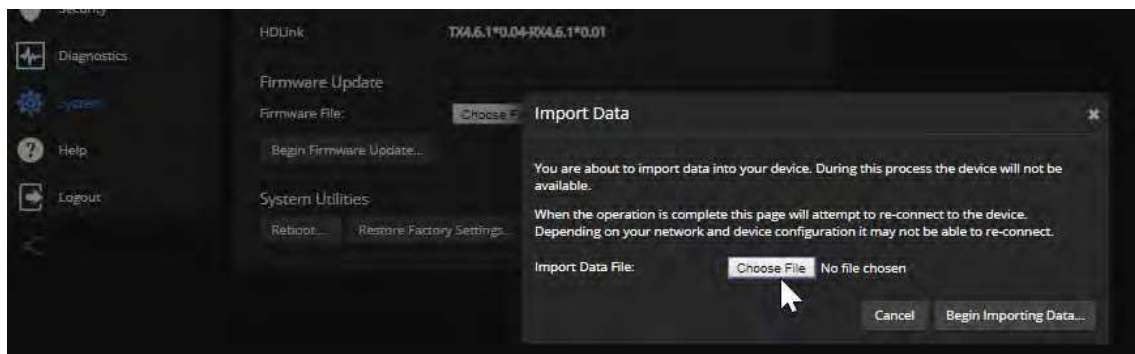 Security
HDLink TX4.6.1*0.04-RX4.6.1*0.01
Diagnostics
Firmware Update
System
Firmware File: Choose F
Import Data
Help
Begin Firmware Update...
You are about to import data into your device. During this process the device will not be
available.
Logout
System Utilities
When the operation is complete this page will attempt to re-connect to the device.
Depending on your network and device configuration it may not be able to re-connect.
Reboot... Restore Factory Settings...
Import Data File: Choose File No file chosen
Cancel Begin Importing Data...